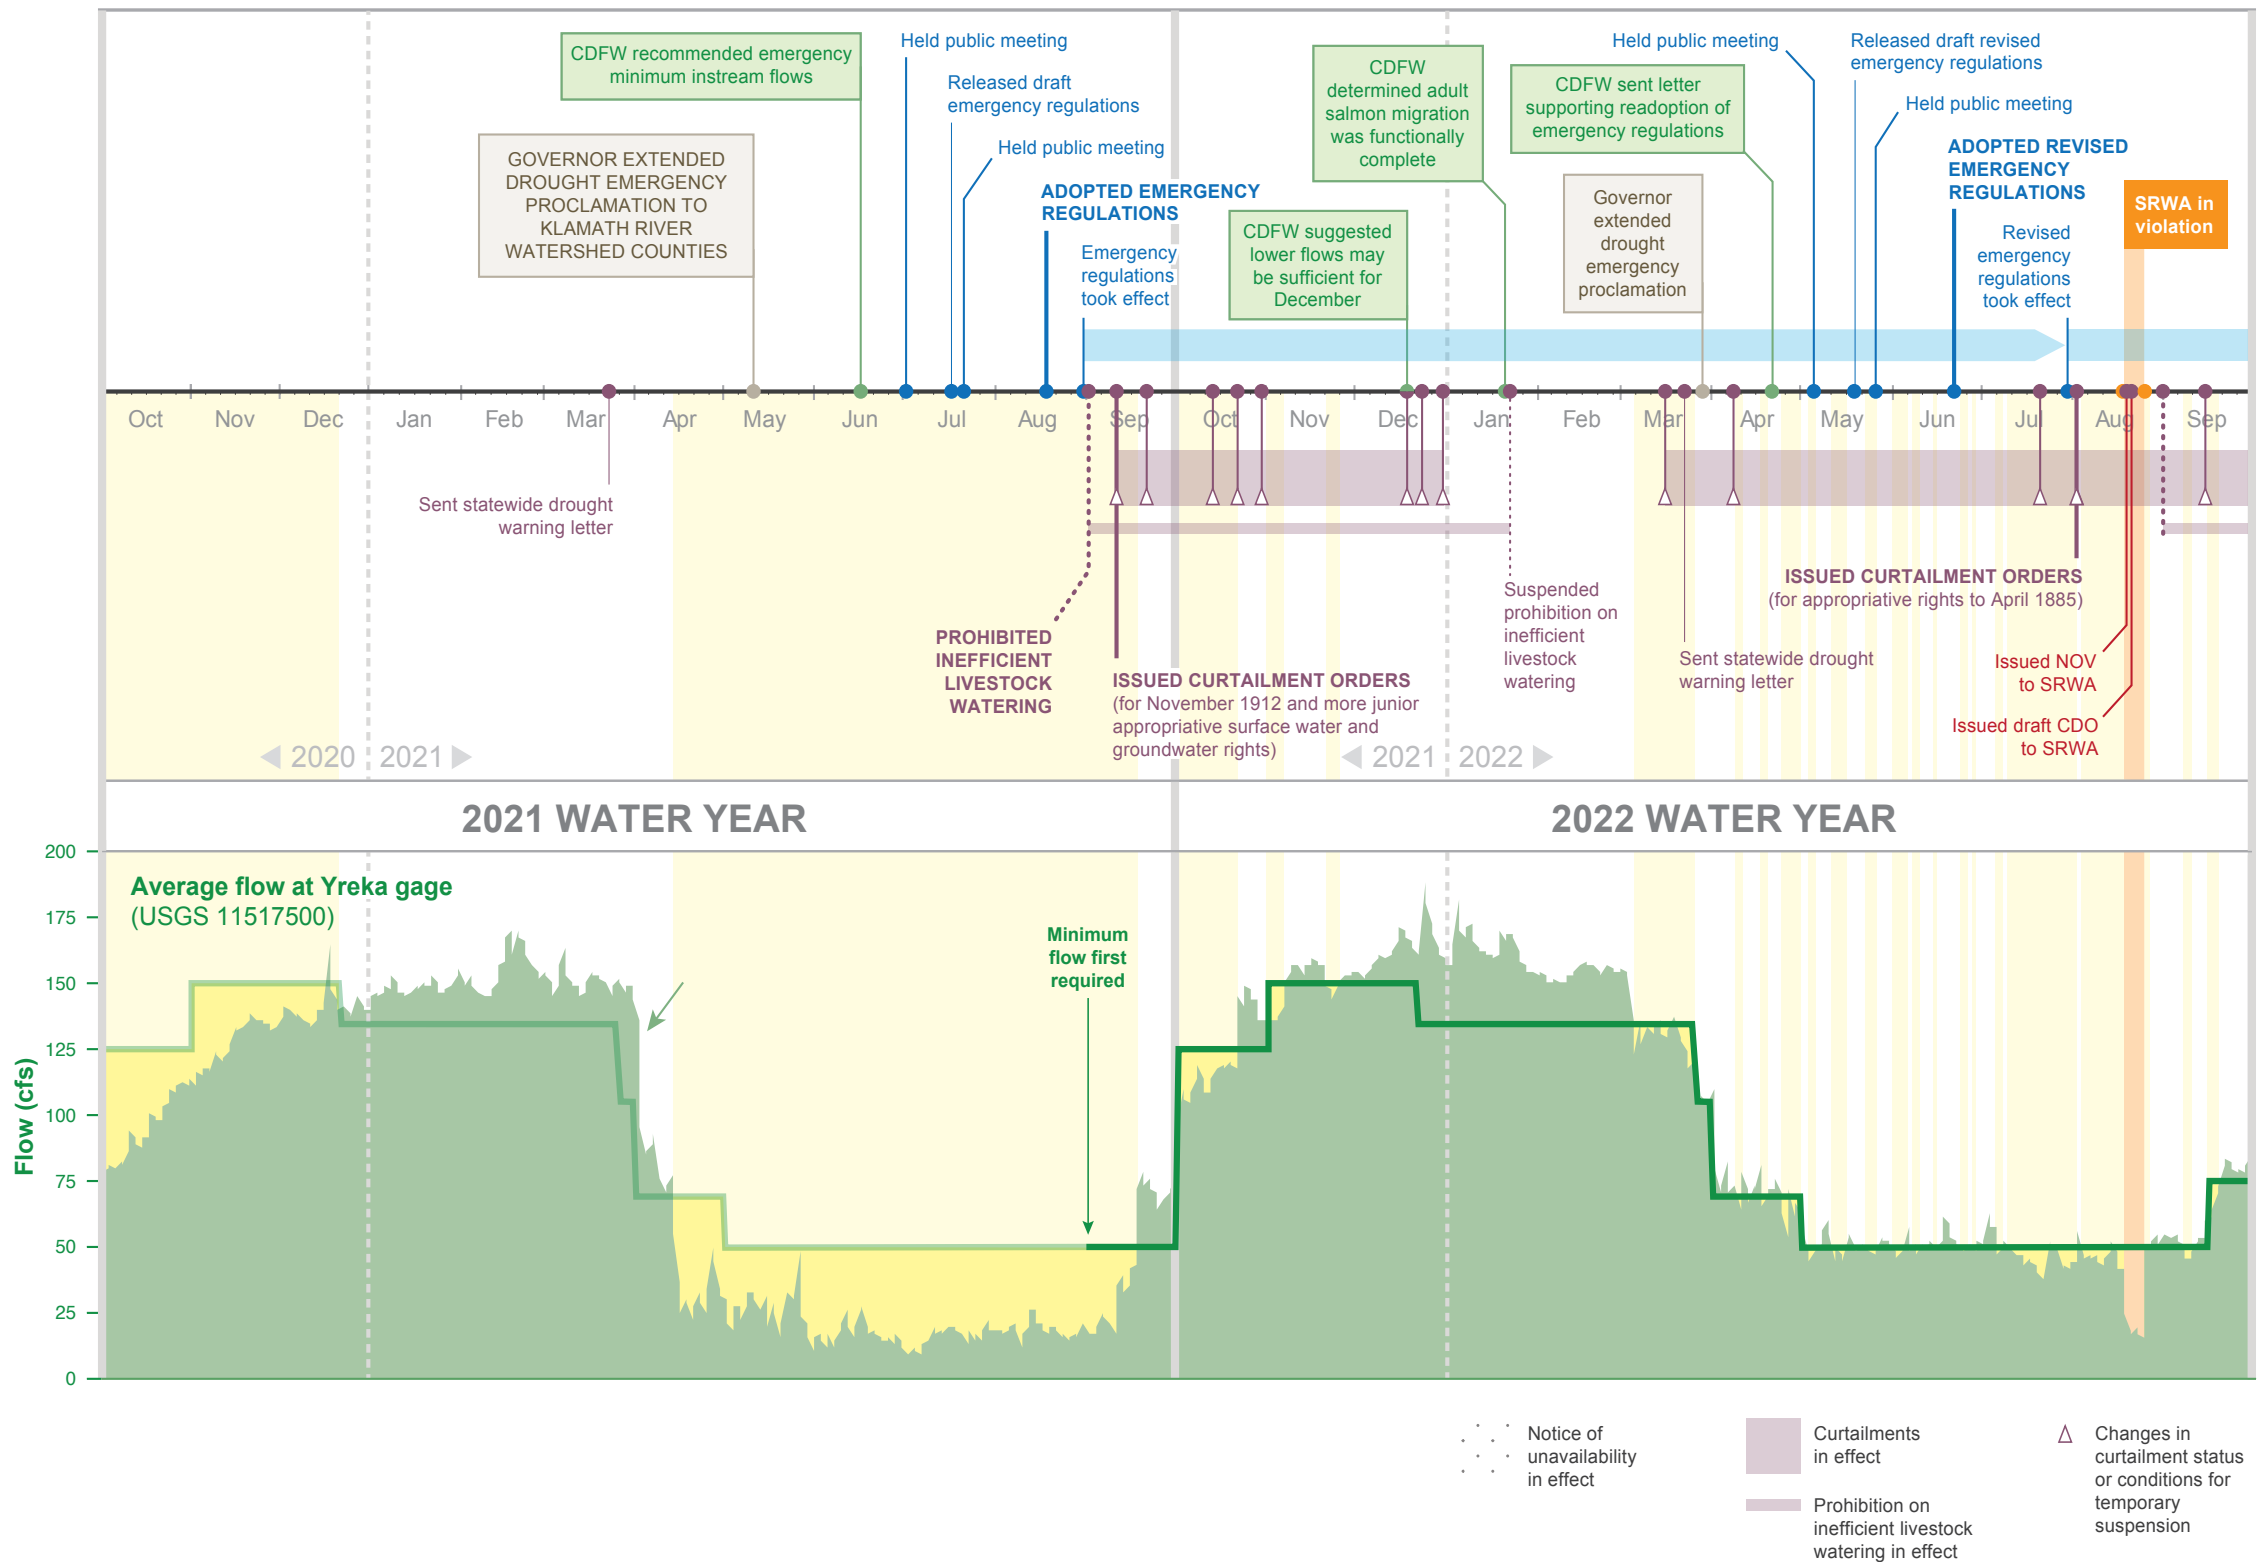 CDFW recommended emergency
minimum instream flows
Held public meeting
Released draft
emergency regulations
Held public meeting
GOVERNOR EXTENDED
DROUGHT EMERGENCY
PROCLAMATION TO
KLAMATH RIVER
WATERSHED COUNTIES
ADOPTED EMERGENCY
REGULATIONS
Emergency
regulations
took effect
CDFW
determined adult
salmon migration
was functionally
complete
CDFW suggested
lower flows may
be sufficient for
December
CDFW sent letter
supporting readoption of
emergency regulations
Governor
extended
drought
emergency
proclamation
Held public meeting
Released draft revised
emergency regulations
Held public meeting
ADOPTED REVISED
EMERGENCY
REGULATIONS
Revised
emergency
regulations
took effect
SRWA in
violation
Oct Nov Dec Jan Feb Mar Apr May Jun Jul Aug Sep Oct Nov Dec Jan Feb Mar Apr May Jun Jul Aug Sep
Sent statewide drought
warning letter
PROHIBITED
INEFFICIENT
LIVESTOCK
WATERING
ISSUED CURTAILMENT ORDERS
(for November 1912 and more junior
appropriative surface water and
groundwater rights)
Suspended
prohibition on
inefficient
livestock
watering
Sent statewide drought
warning letter
ISSUED CURTAILMENT ORDERS
(for appropriative rights to April 1885)
Issued NOV
to SRWA
Issued draft CDO
to SRWA
2020 2021
2021 2022
2021 WATER YEAR
2022 WATER YEAR
Average flow at Yreka gage
(USGS 11517500)
Minimum
flow first
required
Flow (cfs)
200
175
150
125
100
75
50
25
0
Notice of
unavailability
in effect
Curtailments
in effect
Prohibition on
inefficient livestock
watering in effect
Changes in
curtailment status
or conditions for
temporary
suspension